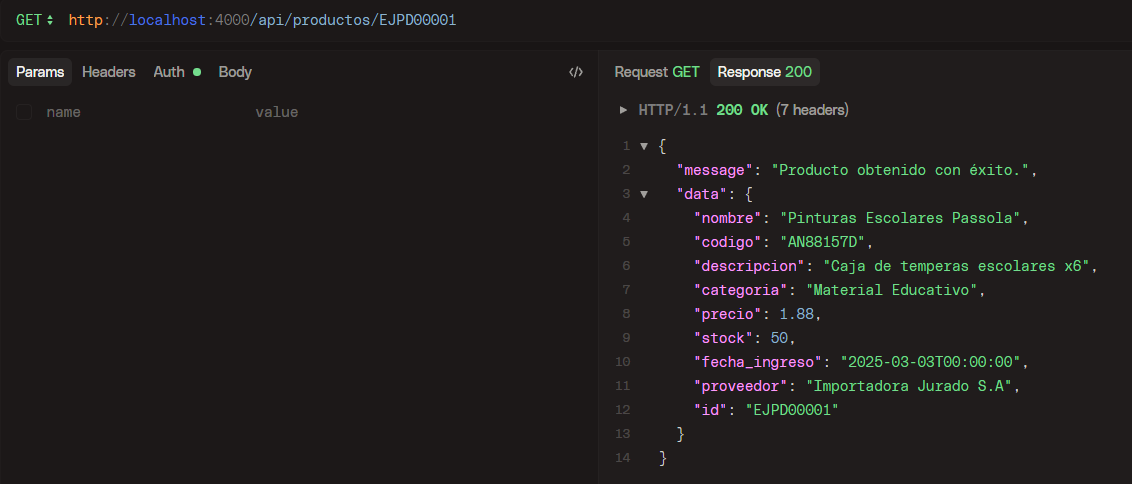 GET http://localhost:4000/api/productos/EJPD00001
Params Headers Auth Body </>
name value
Request GET Response 200
HTTP/1.1 200 OK (7 headers)
1 {
2 "message": "Producto obtenido con éxito.",
3 "data": {
4 "nombre": "Pinturas Escolares Passola",
5 "codigo": "AN88157D",
6 "descripcion": "Caja de temperas escolares x6",
7 "categoria": "Material Educativo",
8 "precio": 1.88,
9 "stock": 50,
10 "fecha_ingreso": "2025-03-03T00:00:00",
11 "proveedor": "Importadora Jurado S.A",
12 "id": "EJPD00001"
13 }
14 }